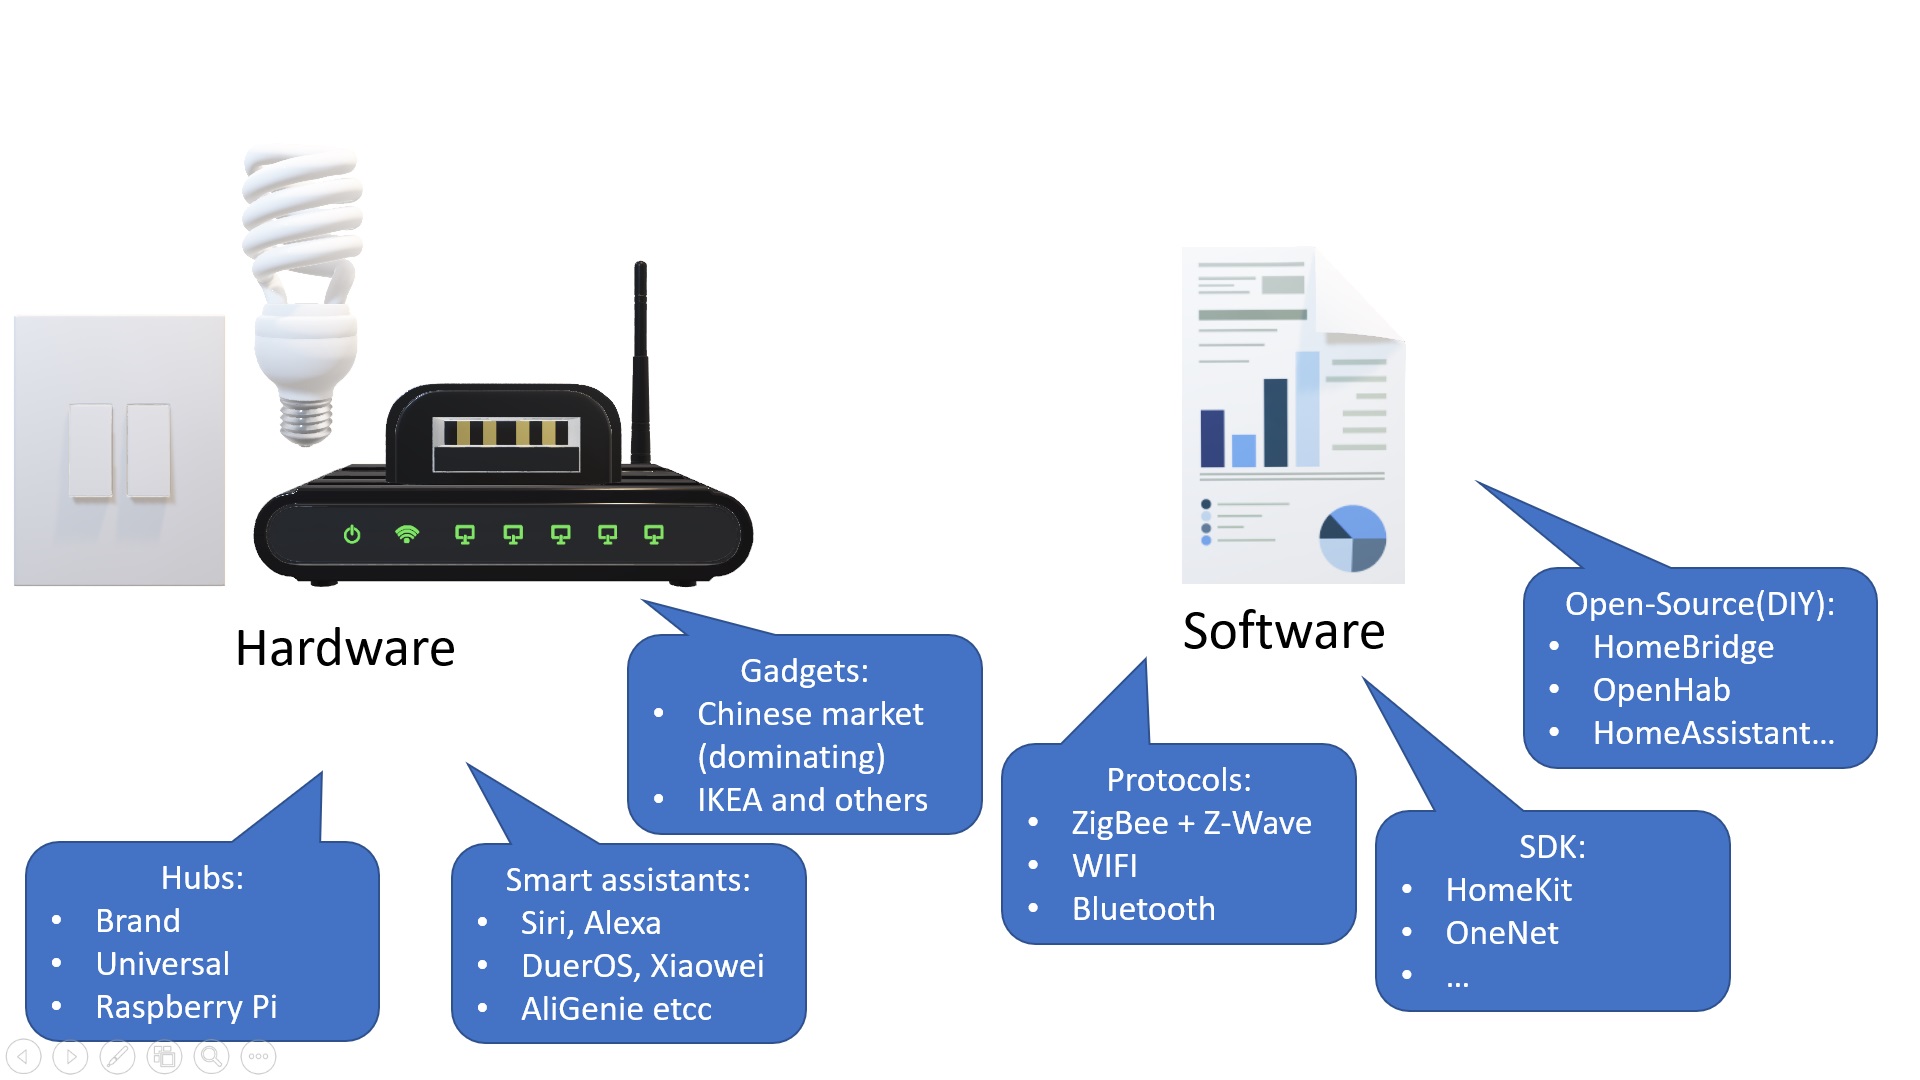 Hardware
Software
Gadgets:
• Chinese market
(dominating)
• IKEA and others
Hubs:
• Brand
• Universal
• Raspberry Pi
Smart assistants:
• Siri, Alexa
• DuerOS, Xiaowei
• AliGenie etcc
Protocols:
• ZigBee + Z-Wave
• WIFI
• Bluetooth
SDK:
• HomeKit
• OneNet
• ...
Open-Source(DIY):
• HomeBridge
• OpenHab
• HomeAssistant...